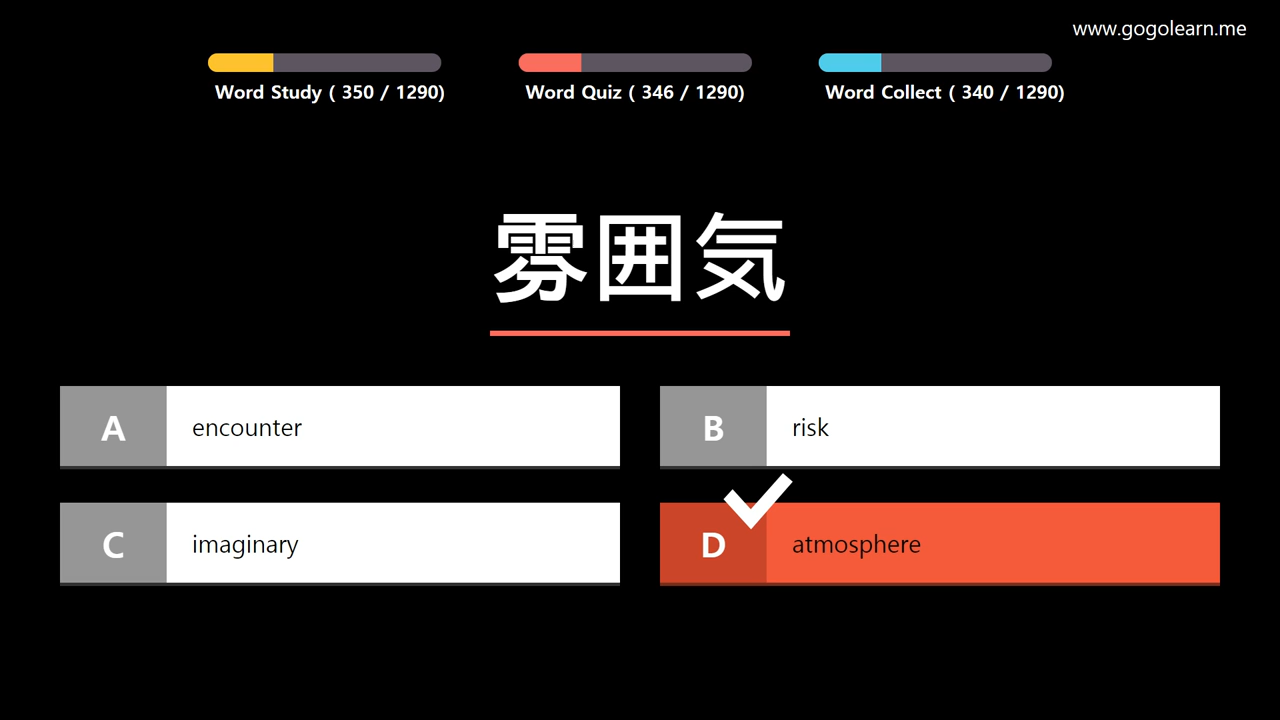 www.gogolearn.me
Word Study ( 350 / 1290)
Word Quiz ( 346 / 1290)
Word Collect ( 340 / 1290)
雰囲気
A encounter
B risk
C imaginary
D atmosphere